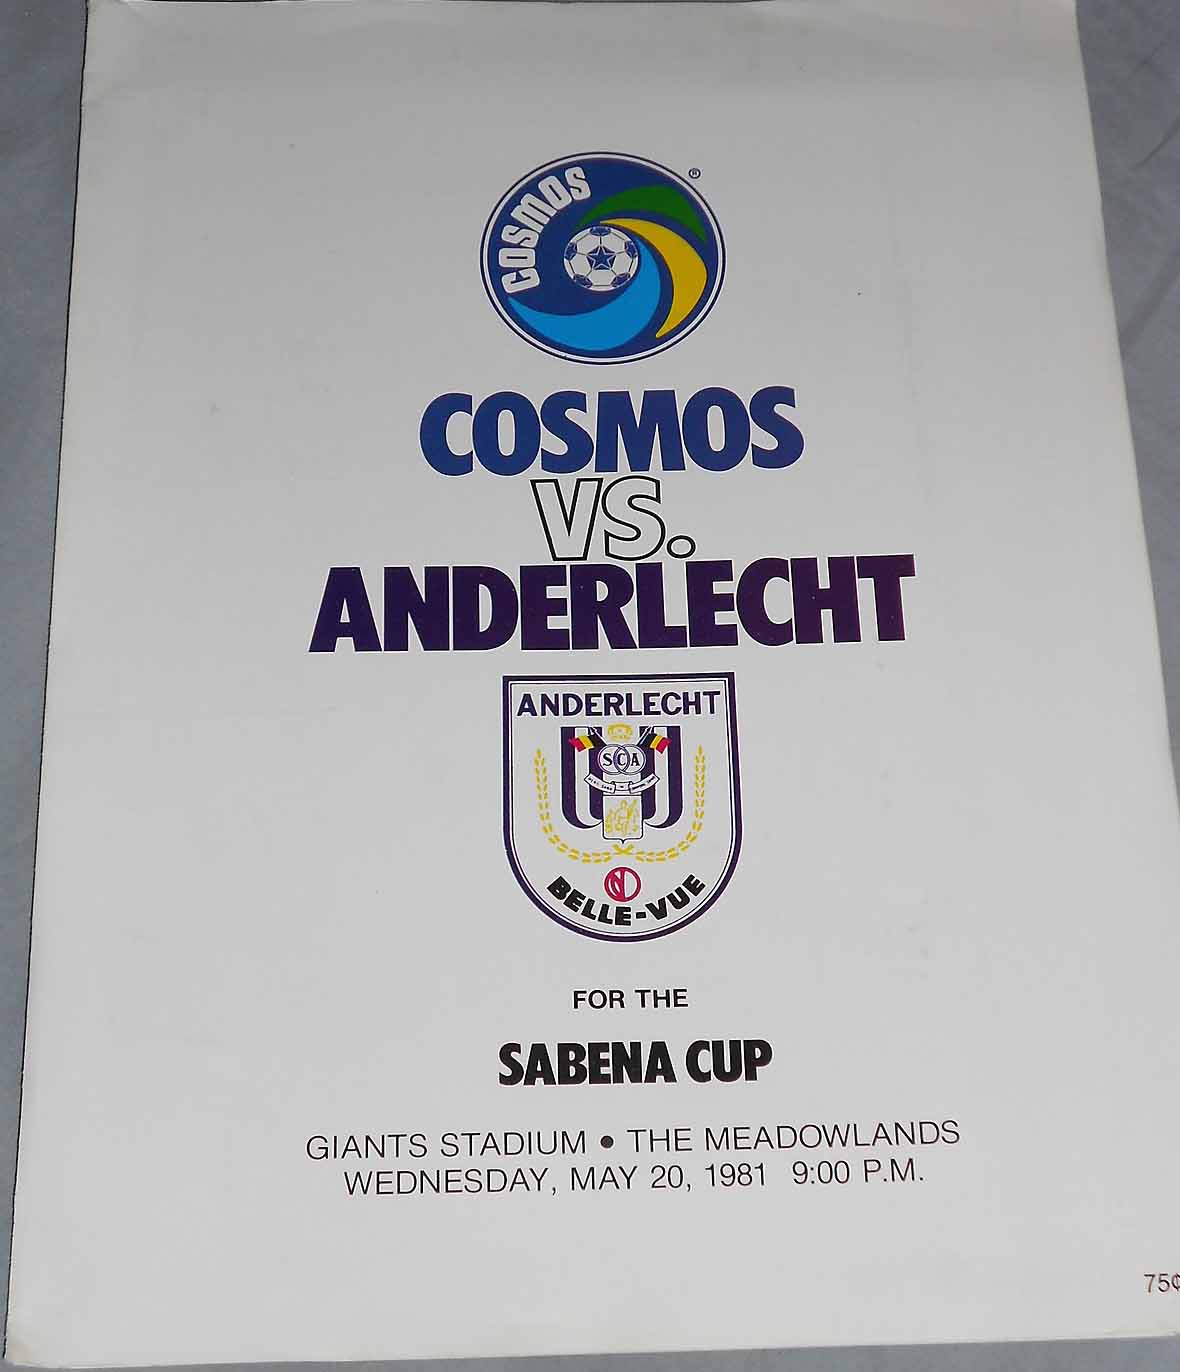 COSMOS
®
COSMOS
VS.
ANDERLECHT
ANDERLECHT
SCA
BELLE-VUE
FOR THE
SABENA CUP
GIANTS STADIUM • THE MEADOWLANDS
WEDNESDAY, MAY 20, 1981 9:00 P.M.
75¢